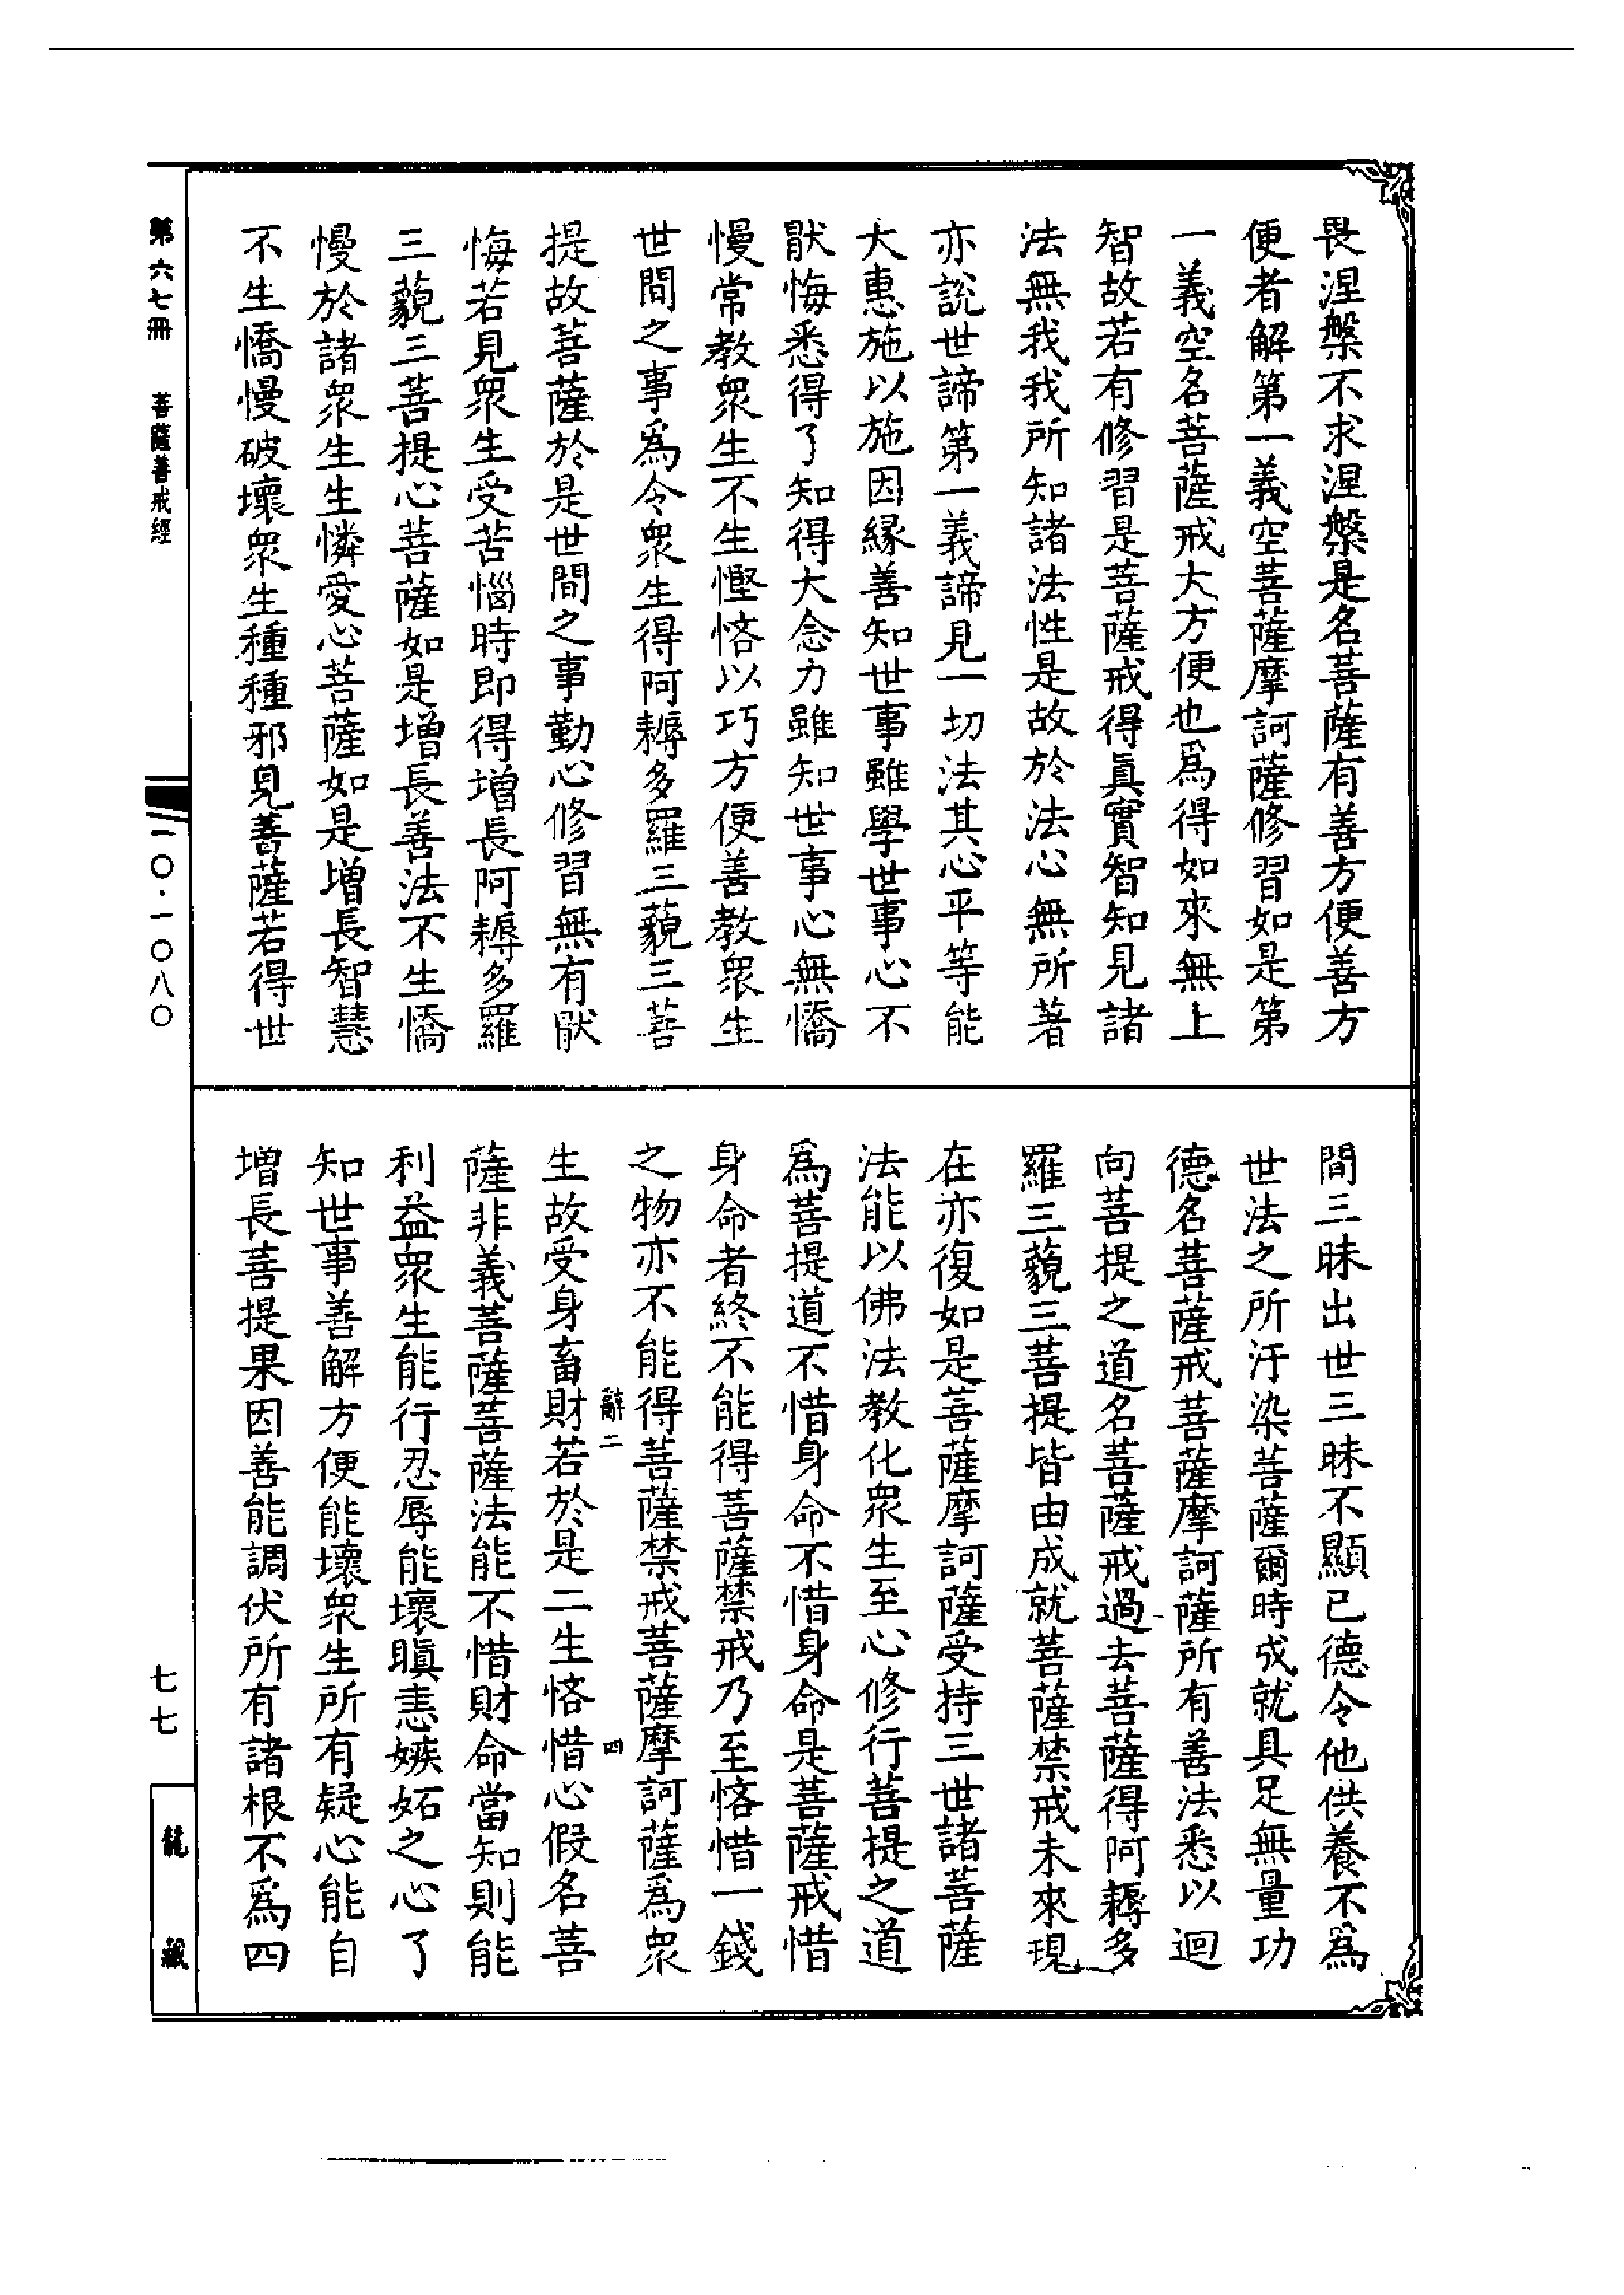 畏涅槃不求涅槃是名菩薩有善方便善方
便者解第一義空菩薩摩訶薩修習如是第
一義空名菩薩戒大方便也爲得如來無上
智故若有修習是菩薩戒得眞實智知見諸
法無我我所知諸法性是故於法心無所著
亦說世諦第一義諦見一切法其心平等能
大惠施以施因緣善知世事雖學世事心不
猒悔悉得了知得大念力雖知世事心無憍
慢常教衆生不生慳悋以巧方便善教衆生
世間之事爲令衆生得阿耨多羅三藐三菩
提故菩薩於是世間之事勤心修習無有猒
悔若見衆生受苦惱時即得增長阿耨多羅
三藐三菩提心菩薩如是增長善法不生憍
慢於諸衆生生憐愛心菩薩如是增長智慧
不生憍慢破壞衆生種種邪見菩薩若得世
間三昧出世三昧不顯已德令他供養不爲
世法之所汙染菩薩爾時成就具足無量功
德名菩薩戒菩薩摩訶薩所有善法悉以迴
向菩提之道名菩薩戒過去菩薩得阿耨多
羅三藐三菩提皆由成就菩薩禁戒未來現
在亦復如是菩薩摩訶薩受持三世諸菩薩
法能以佛法教化衆生至心修行菩提之道
爲菩提道不惜身命不惜身命是菩薩戒惜
身命者終不能得菩薩禁戒乃至悋惜一錢
之物亦不能得菩薩禁戒菩薩摩訶薩爲衆
辭二 四
生故受身畜財若於是二生悋惜心假名菩
薩非義菩薩菩薩法能不惜財命當知則能
利益衆生能行忍辱能壞瞋恚嫉妬之心了
知世事善解方便能壞衆生所有疑心能自
增長菩提果因善能調伏所有諸根不爲四
第六七冊 菩薩善戒經
一〇·一〇八〇
七七
龍藏